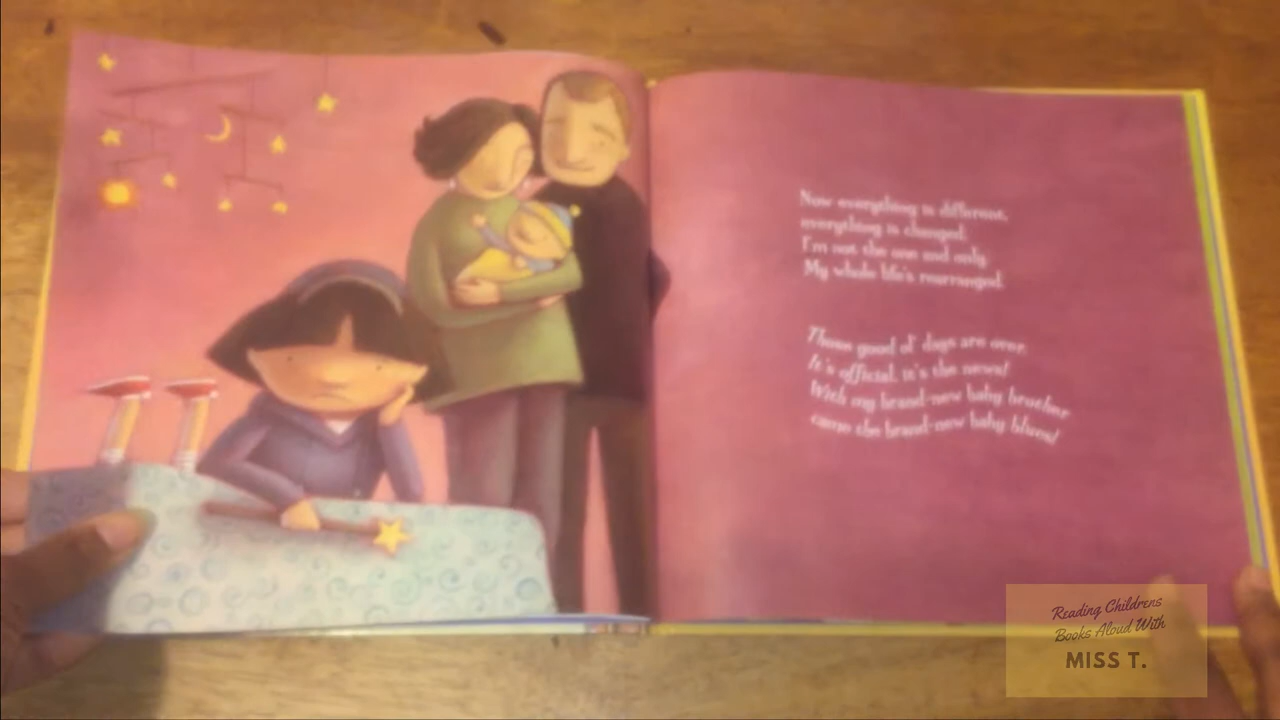 Now everything is different,
everything is changed.
I'm not the one and only.
My whole life's rearranged.
Those good ol' days are over.
It's official, it's the news!
With my brand-new baby brother
came the brand-new baby blues!
Reading Childrens
Books Aloud With
MISS T.